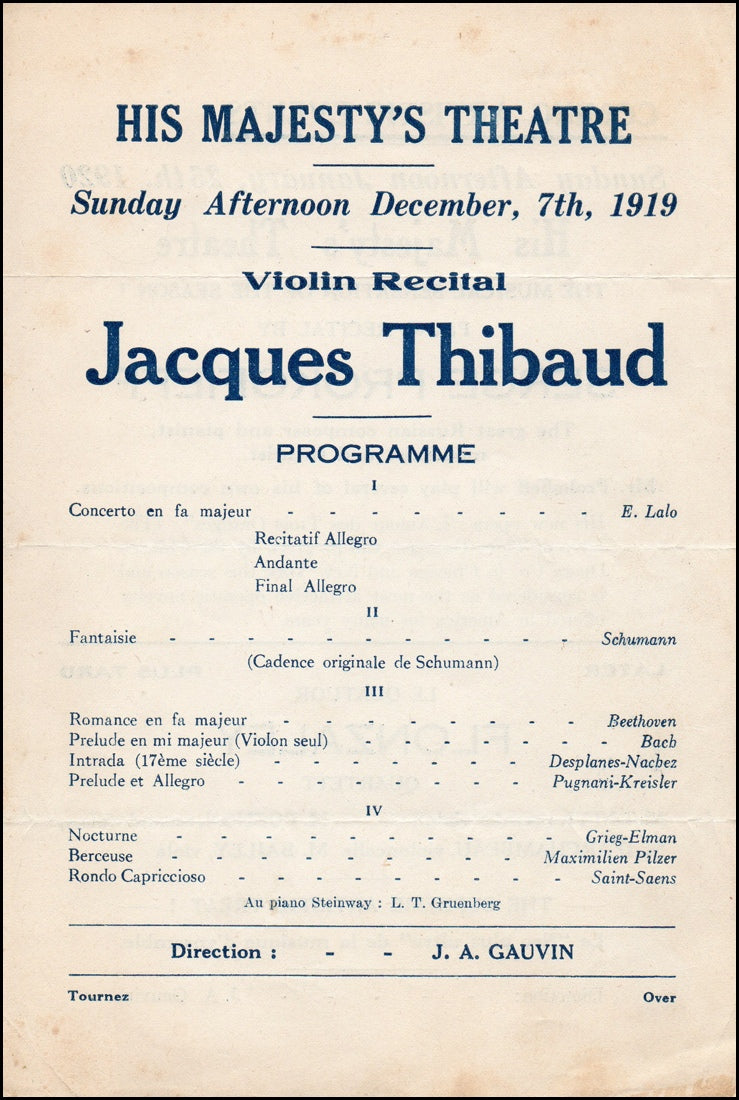 HIS MAJESTY'S THEATRE
Sunday Afternoon December, 7th, 1919
Violin Recital
Jacques Thibaud
PROGRAMME
I
Concerto en fa majeur - - - - - - - - E. Lalo
Recitatif Allegro
Andante
Final Allegro
II
Fantaisie - - - - - - - - - - - Schumann
(Cadence originale de Schumann)
III
Romance en fa majeur - - - - - - - - Beethoven
Prelude en mi majeur (Violon seul) - - - - - - Bach
Intrada (17ème siècle) - - - - - - - Desplanes-Nachez
Prelude et Allegro - - - - - - - - Pugnani-Kreisler
IV
Nocturne - - - - - - - - - - - Grieg-Elman
Berceuse - - - - - - - - - - Maximilien Pilzer
Rondo Capriccioso - - - - - - - - - Saint-Saens
Au piano Steinway : L. T. Gruenberg
Direction : - - J. A. GAUVIN
Tournez Over